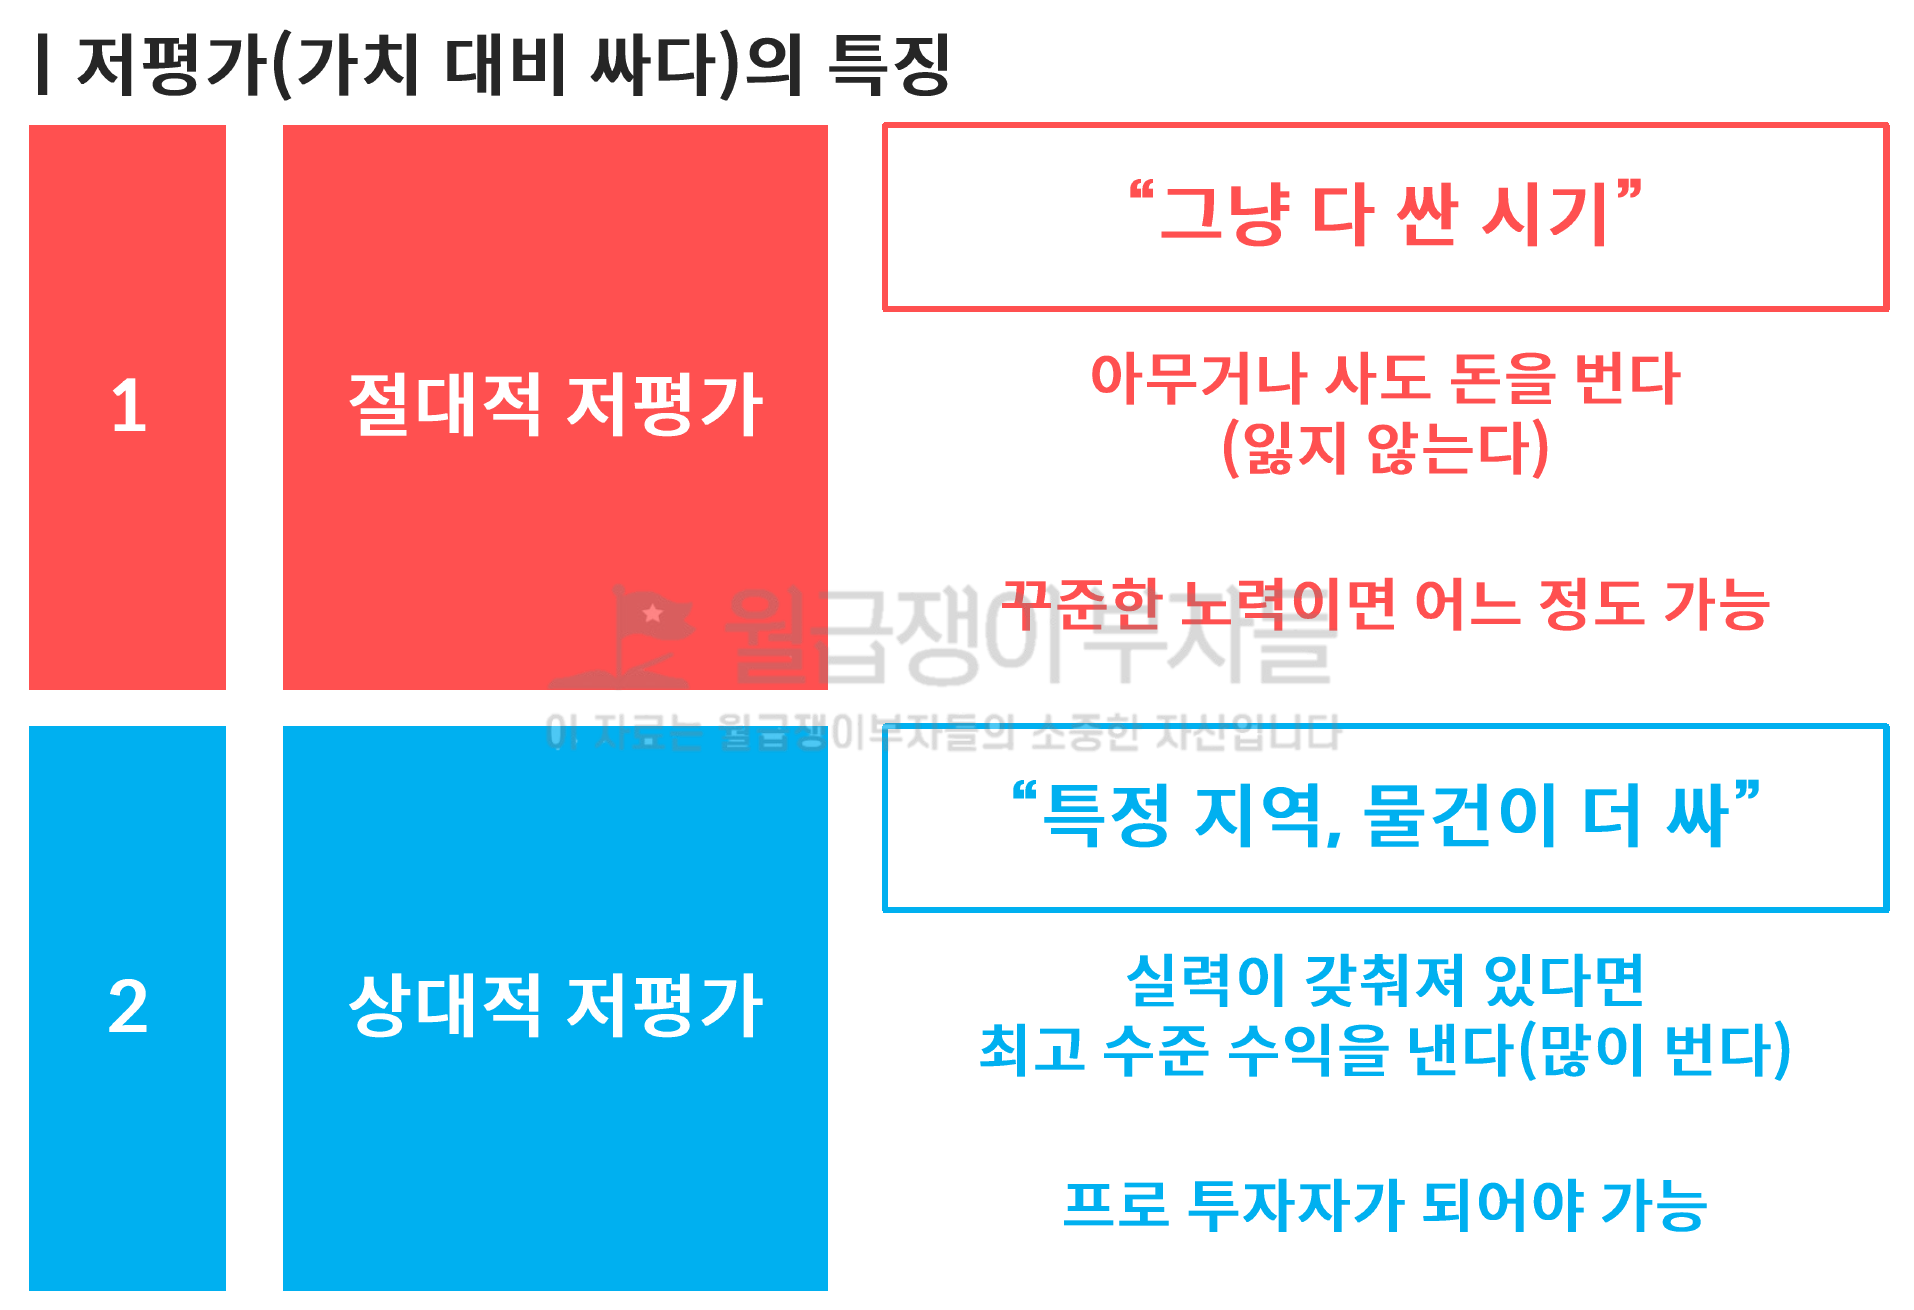 | 저평가(가치 대비 싸다)의 특징
1
절대적 저평가
“그냥 다 싼 시기”
아무거나 사도 돈을 번다
(잃지 않는다)
꾸준한 노력이면 어느 정도 가능
월급쟁이부자들
이 자료는 월급쟁이부자들의 소중한 자산입니다
2
상대적 저평가
“특정 지역, 물건이 더 싸”
실력이 갖춰져 있다면
최고 수준 수익을 낸다(많이 번다)
프로 투자자가 되어야 가능